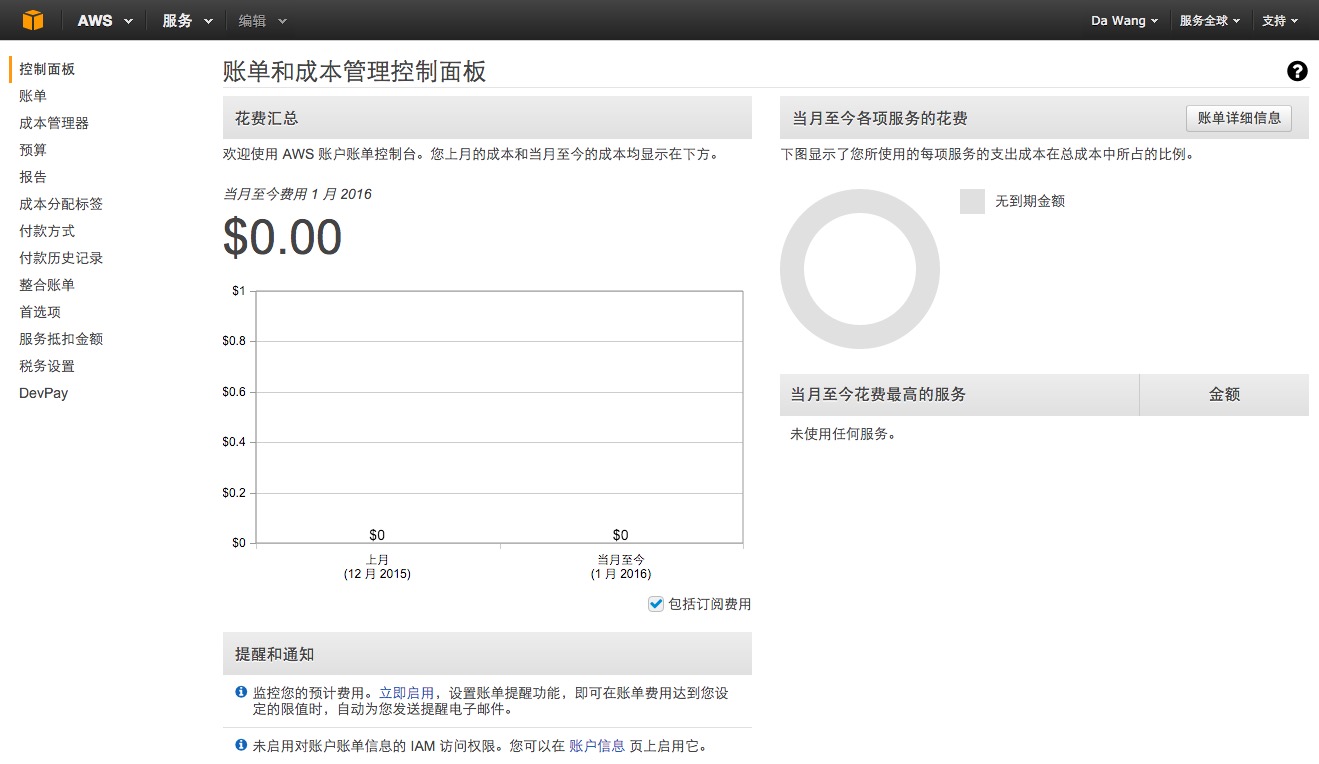 AWS 服务 编辑 Da Wang 服务全球 支持
控制面板
账单
成本管理器
预算
报告
成本分配标签
付款方式
付款历史记录
整合账单
首选项
服务抵扣金额
税务设置
DevPay
账单和成本管理控制面板
?
花费汇总
欢迎使用 AWS 账户账单控制台。您上月的成本和当月至今的成本均显示在下方。
当月至今费用 1 月 2016
$0.00
$1
$0.8
$0.6
$0.4
$0.2
$0
$0 $0
上月 当月至今
(12 月 2015) (1 月 2016)
包括订阅费用
提醒和通知
监控您的预计费用。立即启用，设置账单提醒功能，即可在账单费用达到您设
定的限值时，自动为您发送提醒电子邮件。
未启用对账户账单信息的 IAM 访问权限。您可以在 账户信息 页上启用它。
当月至今各项服务的花费 账单详细信息
下图显示了您所使用的每项服务的支出成本在总成本中所占的比例。
无到期金额
当月至今花费最高的服务 金额
未使用任何服务。